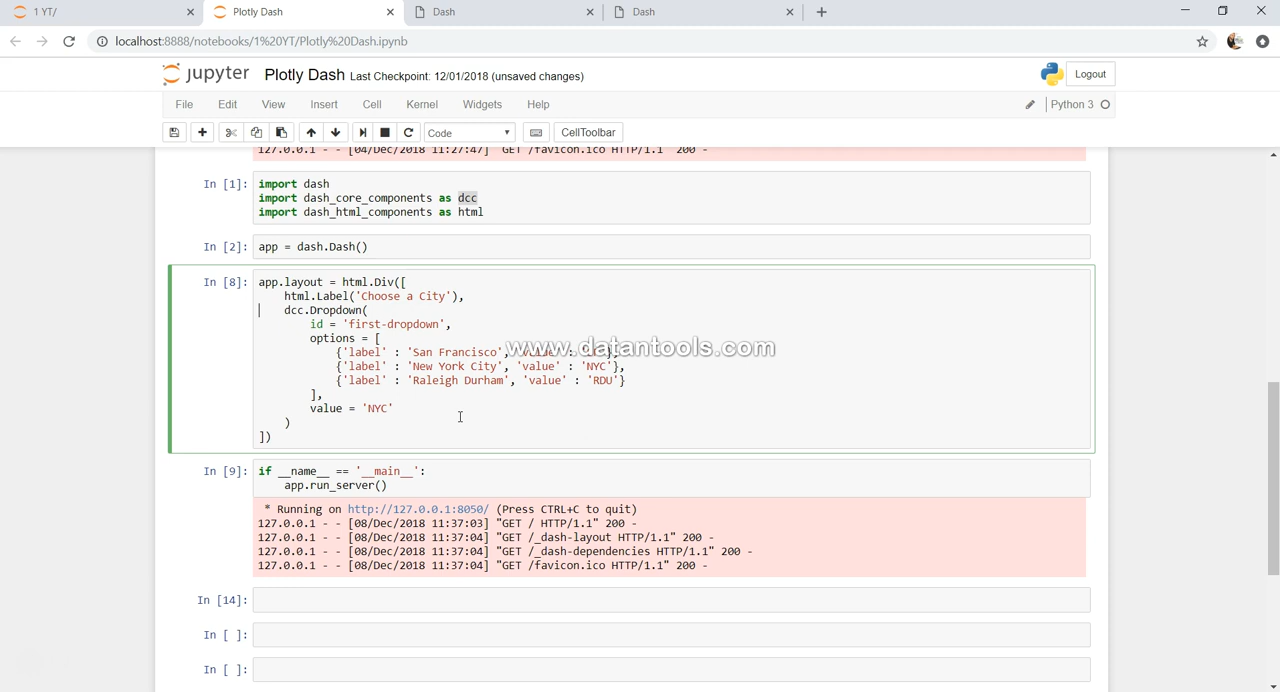 1 YT/
Plotly Dash
Dash
Dash
localhost:8888/notebooks/1%20YT/Plotly%20Dash.ipynb
jupyter Plotly Dash Last Checkpoint: 12/01/2018 (unsaved changes)
Logout
File Edit View Insert Cell Kernel Widgets Help
Python 3
Code
CellToolbar
127.0.0.1 - - [04/Dec/2018 11:27:47] "GET /favicon.ico HTTP/1.1" 200 -
In [1]: import dash
import dash_core_components as dcc
import dash_html_components as html
In [2]: app = dash.Dash()
In [8]: app.layout = html.Div([
html.Label('Choose a City'),
dcc.Dropdown(
id = 'first-dropdown',
options = [
{'label' : 'San Francisco',
www.datantools.com
{'label' : 'New York City', 'value' : 'NYC'},
{'label' : 'Raleigh Durham', 'value' : 'RDU'}
],
value = 'NYC'
)
])
In [9]: if __name__ == '__main__':
app.run_server()
* Running on http://127.0.0.1:8050/ (Press CTRL+C to quit)
127.0.0.1 - - [08/Dec/2018 11:37:03] "GET / HTTP/1.1" 200 -
127.0.0.1 - - [08/Dec/2018 11:37:04] "GET /_dash-layout HTTP/1.1" 200 -
127.0.0.1 - - [08/Dec/2018 11:37:04] "GET /_dash-dependencies HTTP/1.1" 200 -
127.0.0.1 - - [08/Dec/2018 11:37:04] "GET /favicon.ico HTTP/1.1" 200 -
In [14]:
In [ ]:
In [ ]: